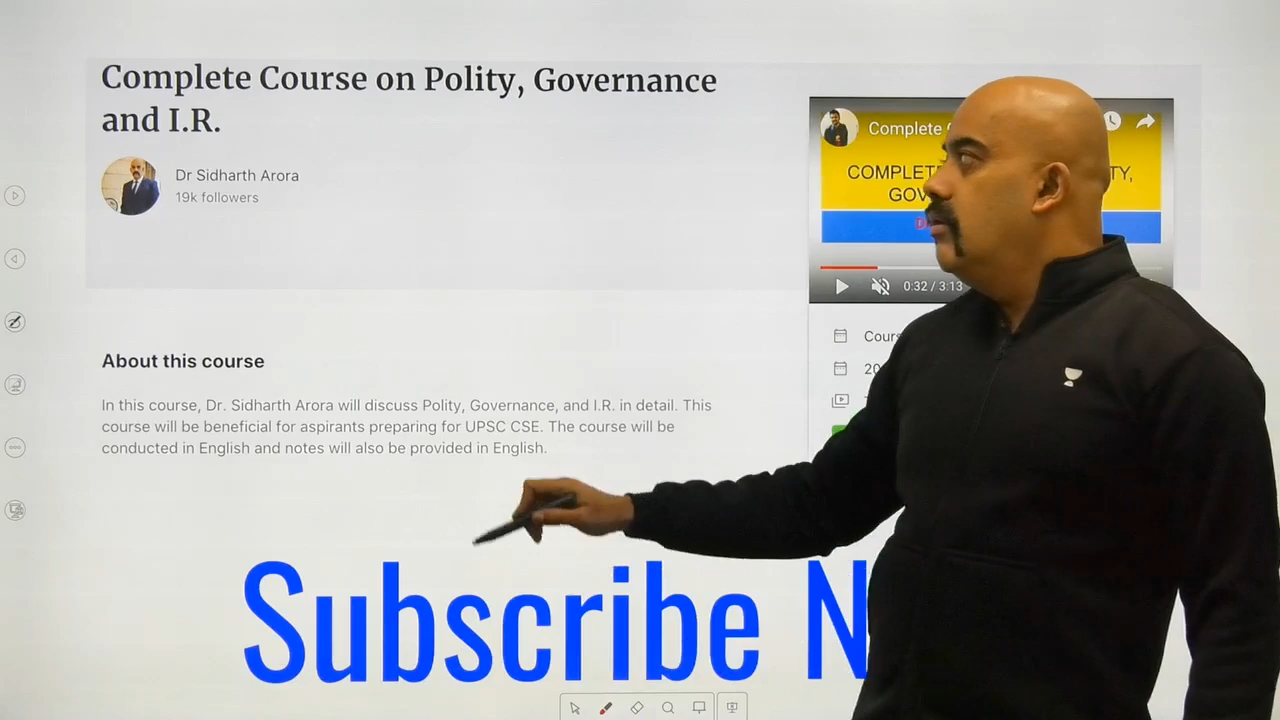 Complete Course on Polity, Governance
and I.R.
Dr Sidharth Arora
19k followers
Complete
COMPLET TY,
GOV
0:32 / 3:13
Cour
20
About this course
In this course, Dr. Sidharth Arora will discuss Polity, Governance, and I.R. in detail. This
course will be beneficial for aspirants preparing for UPSC CSE. The course will be
conducted in English and notes will also be provided in English.
Subscribe N